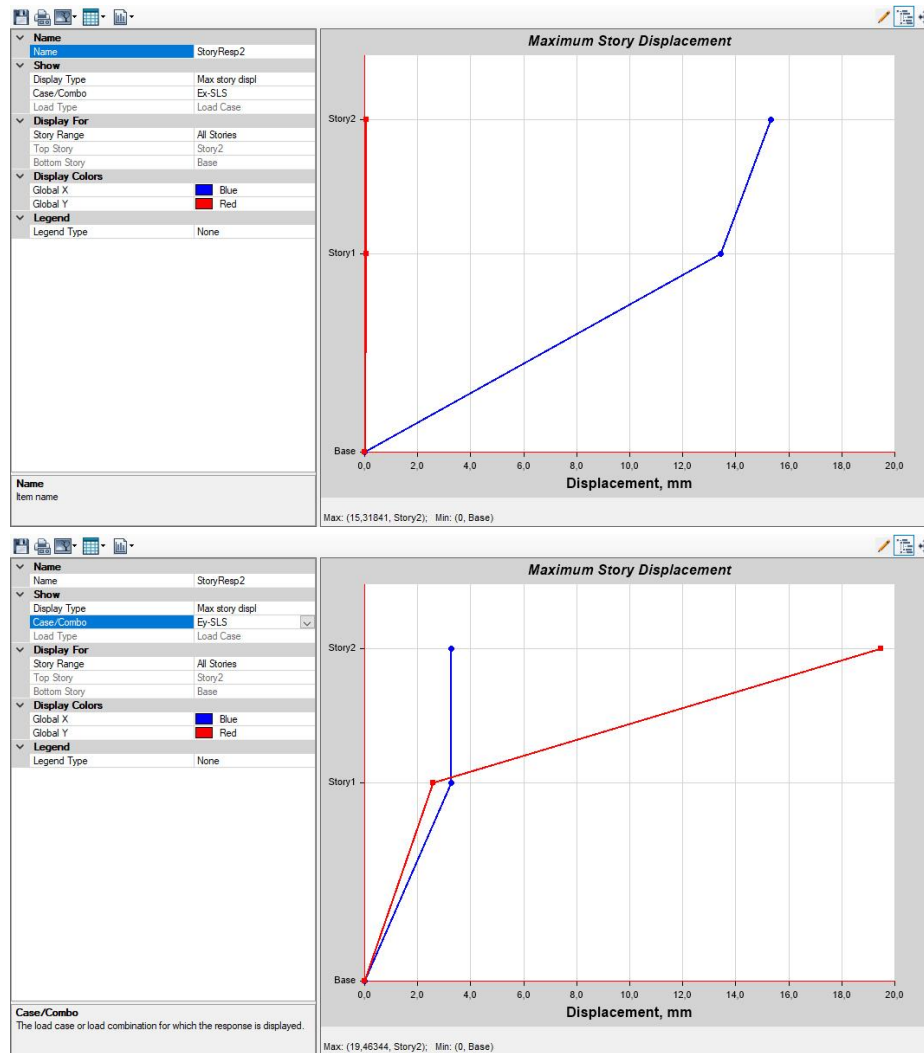 Maximum Story Displacement
Name
Name StoryResp2
Show
Display Type Max story displ
Case/Combo Ex-SLS
Load Type Load Case
Display For
Story Range All Stories
Top Story Story2
Bottom Story Base
Display Colors
Global X Blue
Global Y Red
Legend
Legend Type None
Story2
Story1
Base
0,0 2,0 4,0 6,0 8,0 10,0 12,0 14,0 16,0 18,0 20,0
Displacement, mm
Name
Item name
Max: (15,31841, Story2); Min: (0, Base)
Maximum Story Displacement
Name
Name StoryResp2
Show
Display Type Max story displ
Case/Combo Ey-SLS
Load Type Load Case
Display For
Story Range All Stories
Top Story Story2
Bottom Story Base
Display Colors
Global X Blue
Global Y Red
Legend
Legend Type None
Story2
Story1
Base
0,0 2,0 4,0 6,0 8,0 10,0 12,0 14,0 16,0 18,0 20,0
Displacement, mm
Case/Combo
The load case or load combination for which the response is displayed.
Max: (19,46344, Story2); Min: (0, Base)